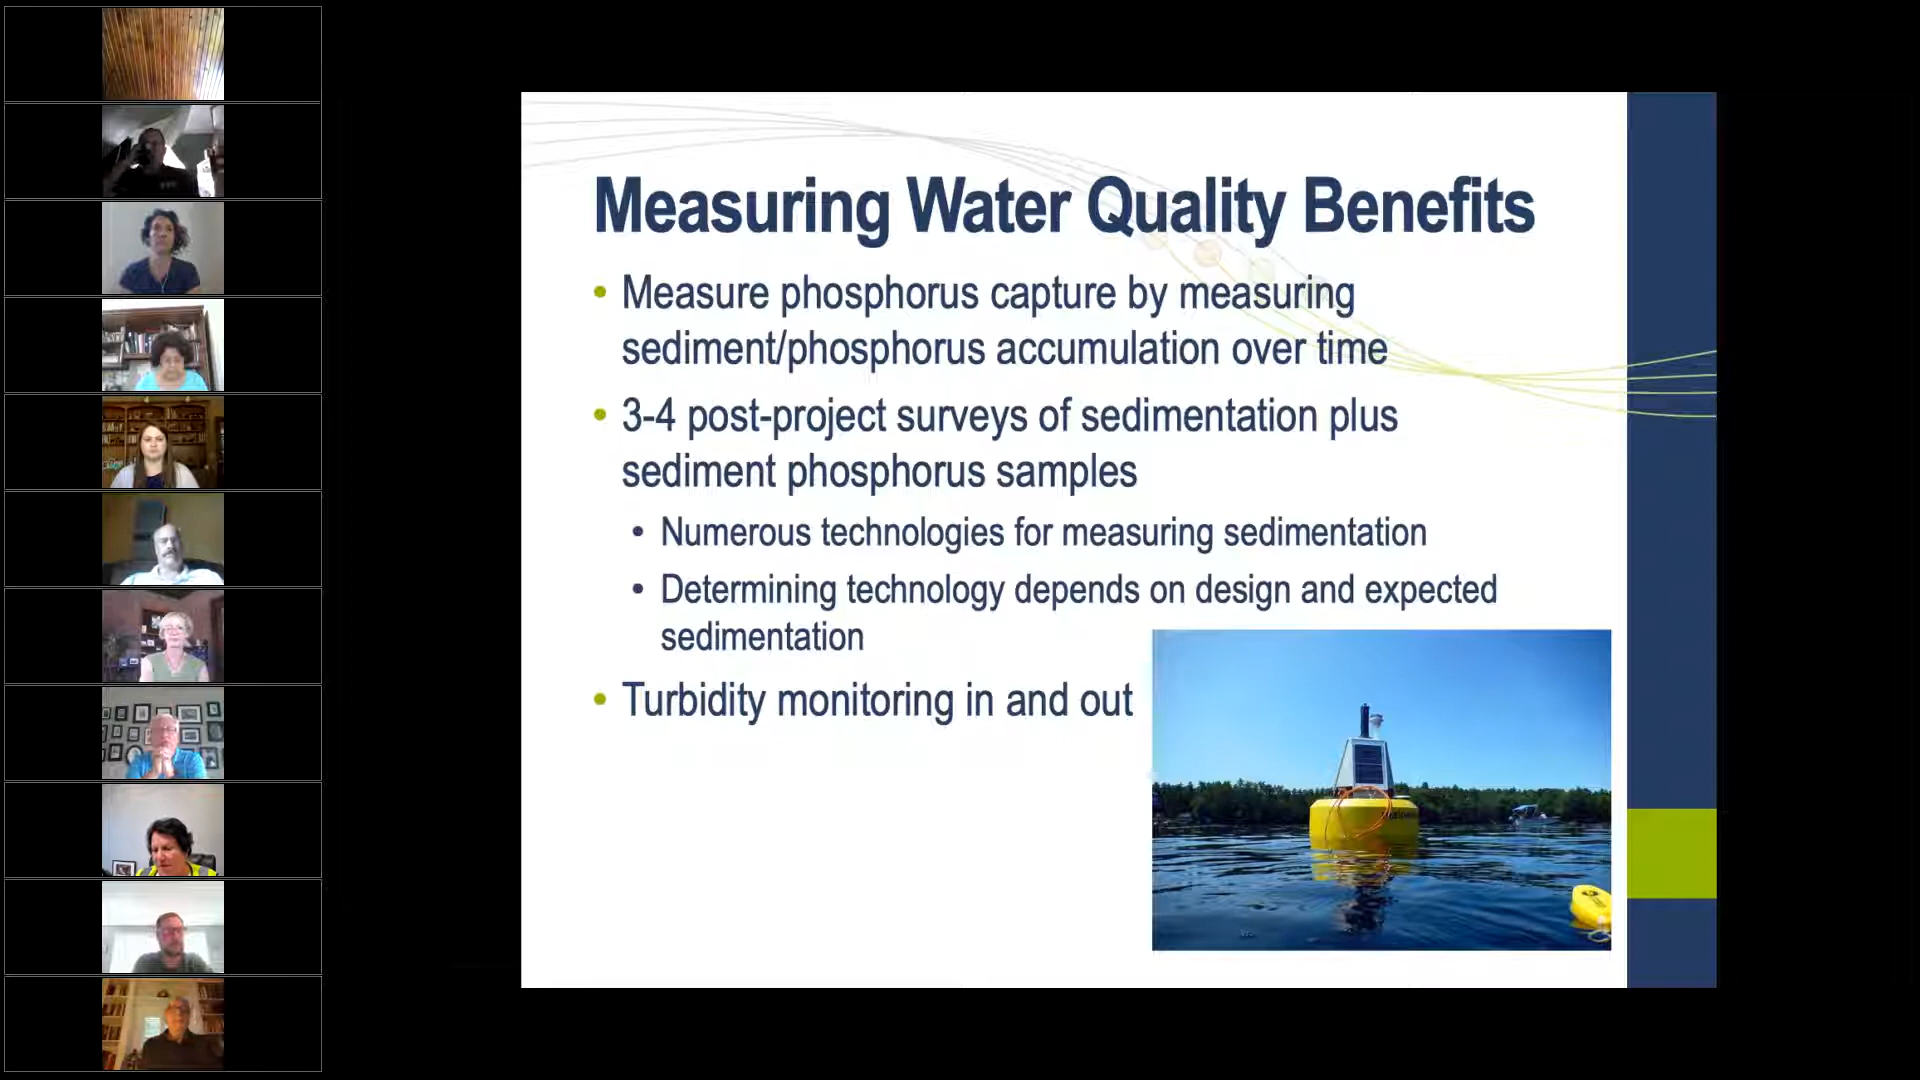 Measuring Water Quality Benefits
• Measure phosphorus capture by measuring
sediment/phosphorus accumulation over time
• 3-4 post-project surveys of sedimentation plus
sediment phosphorus samples
• Numerous technologies for measuring sedimentation
• Determining technology depends on design and expected
sedimentation
• Turbidity monitoring in and out